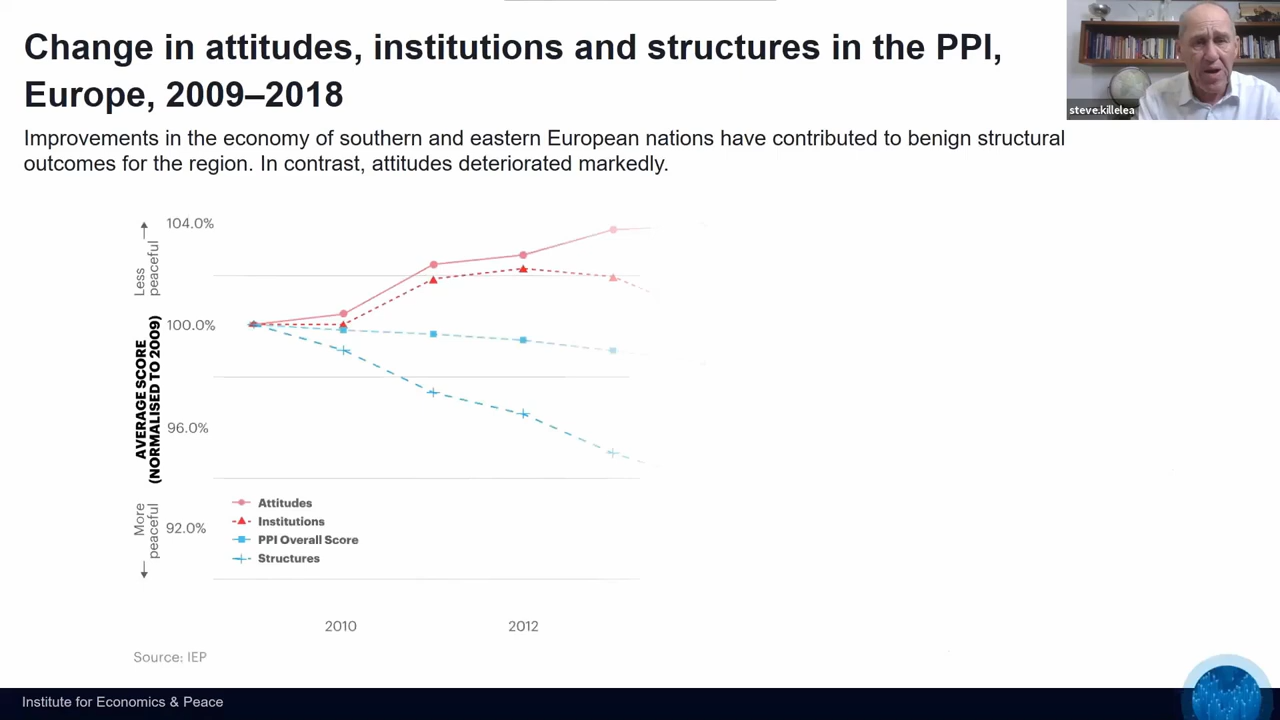 Change in attitudes, institutions and structures in the PPI,
Europe, 2009–2018
steve.killelea
Improvements in the economy of southern and eastern European nations have contributed to benign structural
outcomes for the region. In contrast, attitudes deteriorated markedly.
104.0%
Less
peaceful
100.0%
AVERAGE SCORE
(NORMALISED TO 2009)
96.0%
More
peaceful
92.0%
Attitudes
Institutions
PPI Overall Score
Structures
2010
2012
Source: IEP
Institute for Economics & Peace